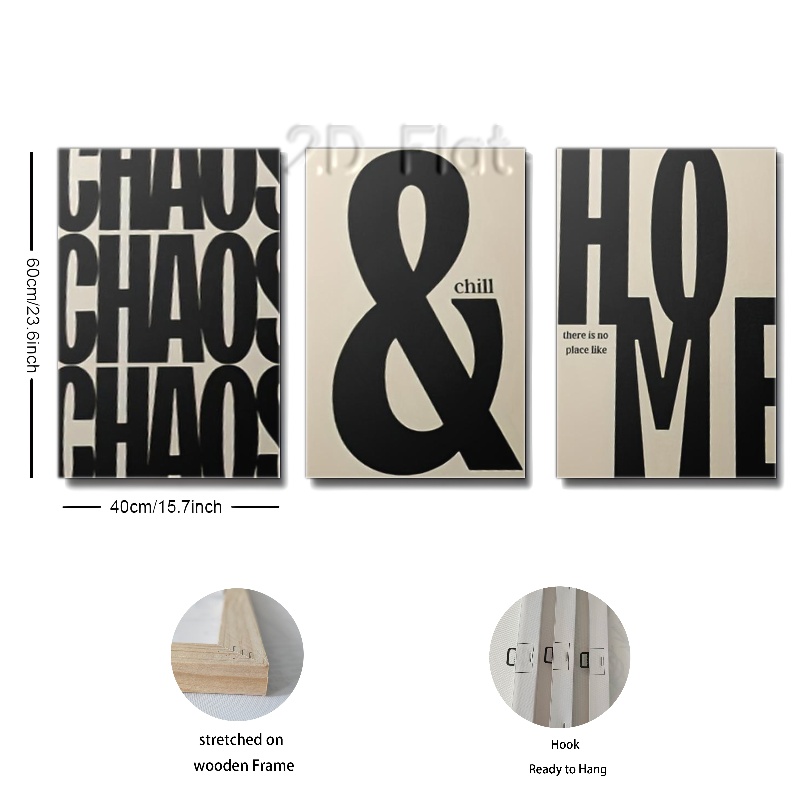 2D Flat
CHAOS
CHAOS
CHAOS
&
chill
HO
there is no
place like
ME
60cm/23.6inch
40cm/15.7inch
stretched on
wooden Frame
Hook
Ready to Hang